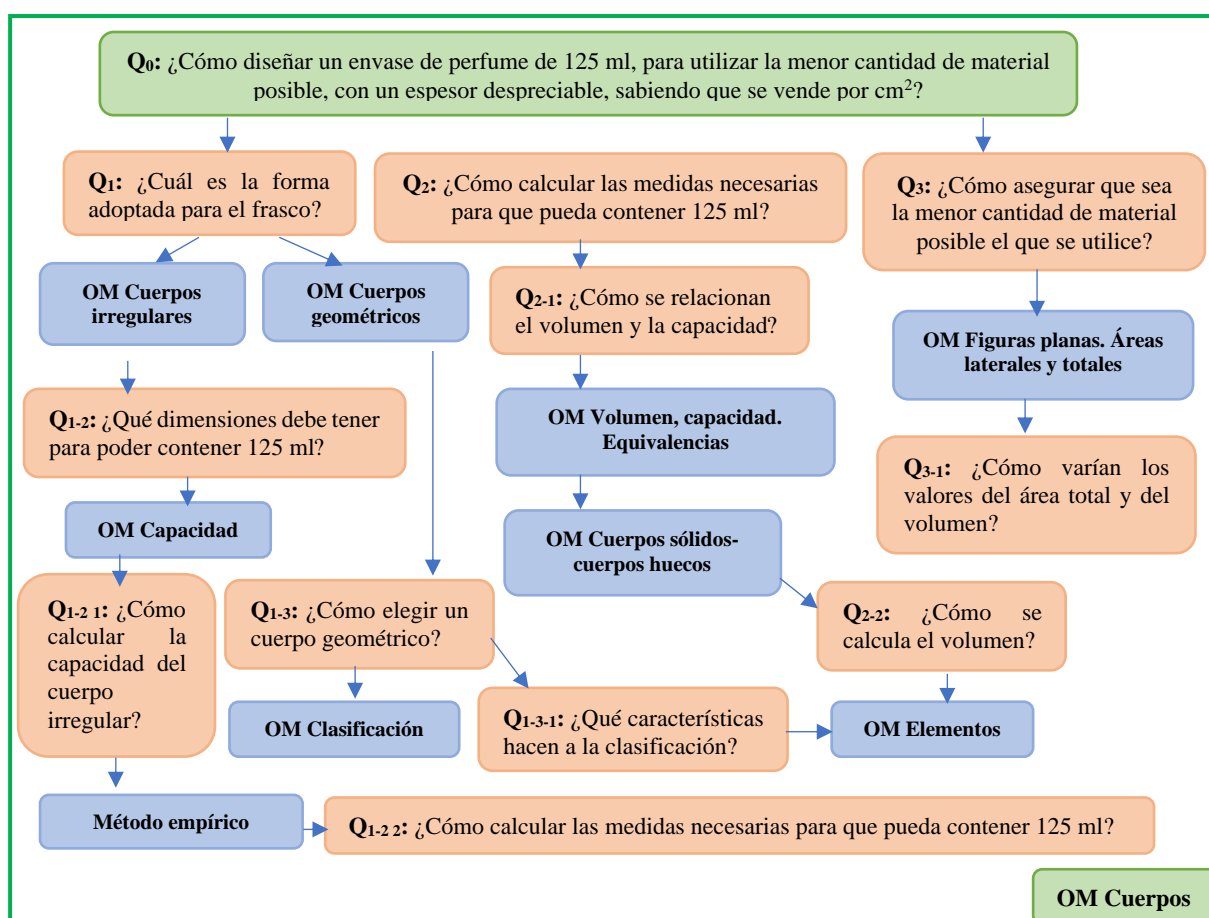 Q0: ¿Cómo diseñar un envase de perfume de 125 ml, para utilizar la menor cantidad de material
posible, con un espesor despreciable, sabiendo que se vende por cm²?
Q1: ¿Cuál es la forma
adoptada para el frasco?
Q2: ¿Cómo calcular las medidas necesarias
para que pueda contener 125 ml?
Q3: ¿Cómo asegurar que sea
la menor cantidad de material
posible el que se utilice?
OM Cuerpos
irregulares
OM Cuerpos
geométricos
Q2-1: ¿Cómo se relacionan
el volumen y la capacidad?
OM Figuras planas. Áreas
laterales y totales
Q1-2: ¿Qué dimensiones debe tener
para poder contener 125 ml?
OM Volumen, capacidad.
Equivalencias
Q3-1: ¿Cómo varían los
valores del área total y del
volumen?
OM Capacidad
OM Cuerpos sólidos-
cuerpos huecos
Q1-2 1: ¿Cómo
calcular la
capacidad del
cuerpo
irregular?
Q1-3: ¿Cómo elegir un
cuerpo geométrico?
Q2-2: ¿Cómo se
calcula el volumen?
OM Clasificación
Q1-3-1: ¿Qué características
hacen a la clasificación?
OM Elementos
Método empírico
Q1-2 2: ¿Cómo calcular las medidas necesarias para que pueda contener 125 ml?
OM Cuerpos